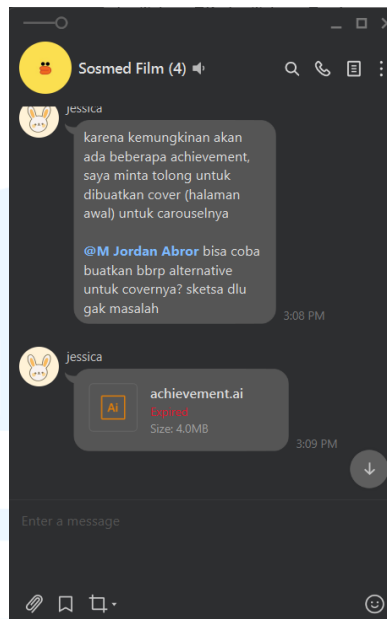 Sosmed Film (4)
jessica
karena kemungkinan akan
ada beberapa achievement,
saya minta tolong untuk
dibuatkan cover (halaman
awal) untuk carouselnya
@M Jordan Abror bisa coba
buatkan bbrp alternative
untuk covernya? sketsa dlu
gak masalah
3:08 PM
jessica
Ai
achievement.ai
Expired
Size: 4.0MB
3:09 PM
Enter a message